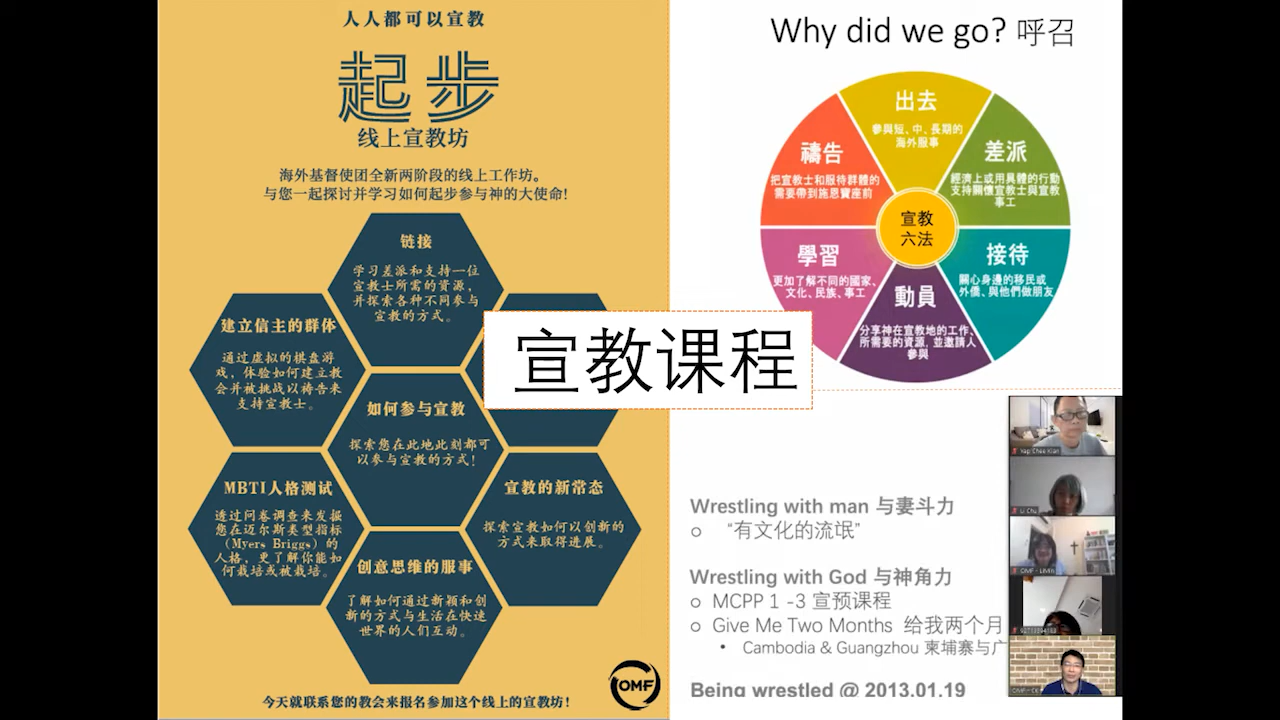 人人都可以宣教
起步
线上宣教坊
海外基督使团全新两阶段的线上工作坊。
与您一起探讨并学习如何起步参与神的大使命!
链接
学习差派和支持一位
宣教士所需的资源,
并探索各种不同参与
宣教的方式。
建立信主的群体
通过虚拟的棋盘游
戏,体验如何建立教
会并被挑战以祷告来
支持宣教士。
如何参与宣教
探索您在此地此刻都可
以参与宣教的方式!
MBTI人格测试
透过问卷调查来发掘
您在迈尔斯类型指标
(Myers Briggs)的
人格,更了解你能如
何栽培或被栽培。
宣教的新常态
探索宣教如何以创新的
方式来取得进展。
创意思维的服事
了解如何通过新颖和创
新的方式与生活在快速
世界的人们互动。
今天就联系您的教会来报名参加这个线上的宣教坊!
OMF
宣教课程
Why did we go? 呼召
出去
參與短、中、長期的
海外服事
差派
經濟上或用具體的行動
支持關懷宣教士與宣教
事工
禱告
把宣教士和服待群體的
需要帶到施恩寶座前
宣教
六法
學習
更加了解不同的國家、
文化、民族、事工
接待
關心身邊的移民或
外僑、與他們做朋友
動員
分享神在宣教地的工作、
所需要的資源, 並邀請人
參與
Wrestling with man 与妻斗力
○ “有文化的流氓”
Wrestling with God 与神角力
○ MCPP 1 -3 宣预课程
○ Give Me Two Months 给我两个月
• Cambodia & Guangzhou 柬埔寨与广
Being wrestled @ 2013.01.19
Yap Chee Kian
Li Chu
OMF - LiMin